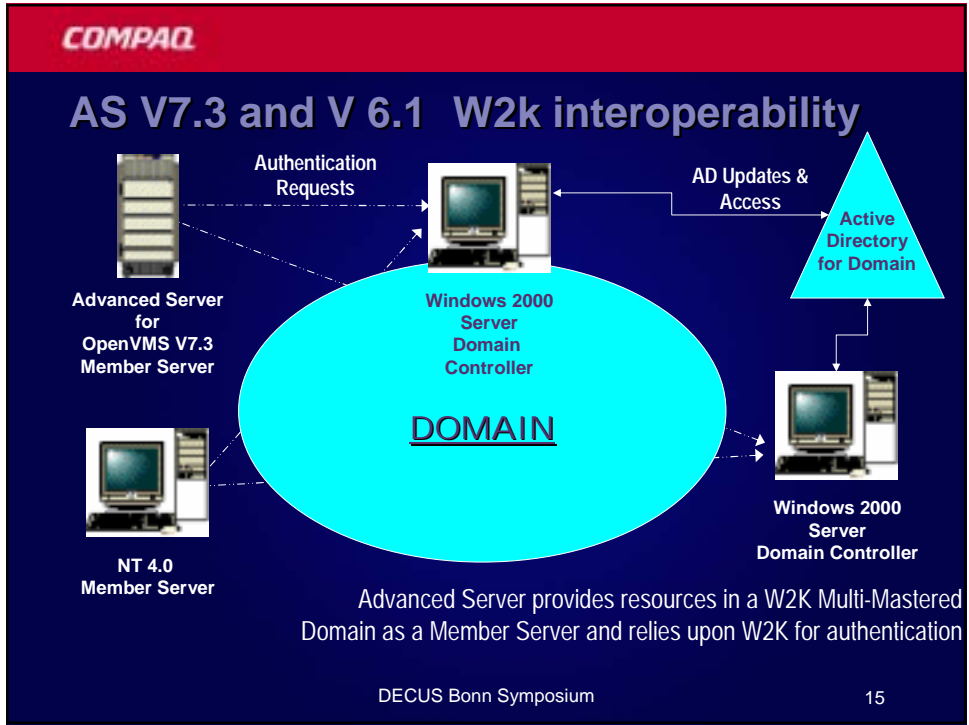 COMPAQ
AS V7.3 and V 6.1 W2k interoperability
Authentication
Requests
AD Updates &
Access
Active
Directory
for Domain
Advanced Server
for
OpenVMS V7.3
Member Server
Windows 2000
Server
Domain
Controller
DOMAIN
NT 4.0
Member Server
Windows 2000
Server
Domain Controller
Advanced Server provides resources in a W2K Multi-Mastered
Domain as a Member Server and relies upon W2K for authentication
DECUS Bonn Symposium
15